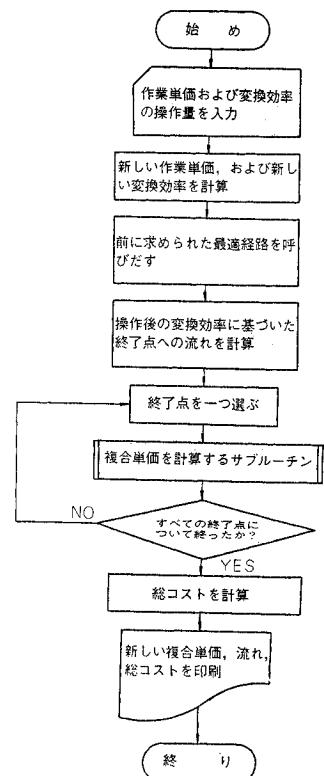 始　め
作業単価および変換効率
の操作量を入力
新しい作業単価，および新し
い変換効率を計算
前に求められた最適経路を呼
びだす
操作後の変換効率に基づいた
終了点への流れを計算
終了点を一つ選ぶ
複合単価を計算するサブルーチン
すべての終了点に
ついて終ったか？
NO
YES
総コストを計算
新しい複合単価，流れ，
総コストを印刷
終　り